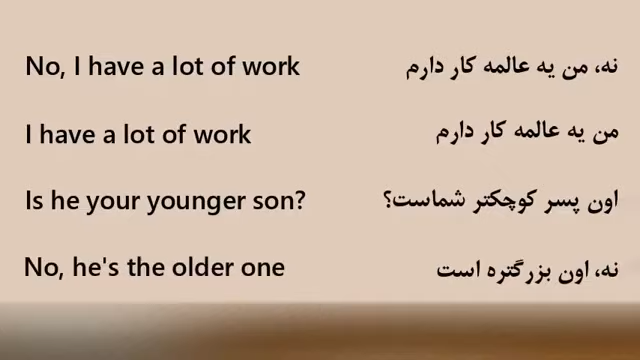 No, I have a lot of work نه، من یه عالمه کار دارم
I have a lot of work من یه عالمه کار دارم
Is he your younger son? اون پسر کوچکتر شماست؟
No, he's the older one نه، اون بزرگتره است